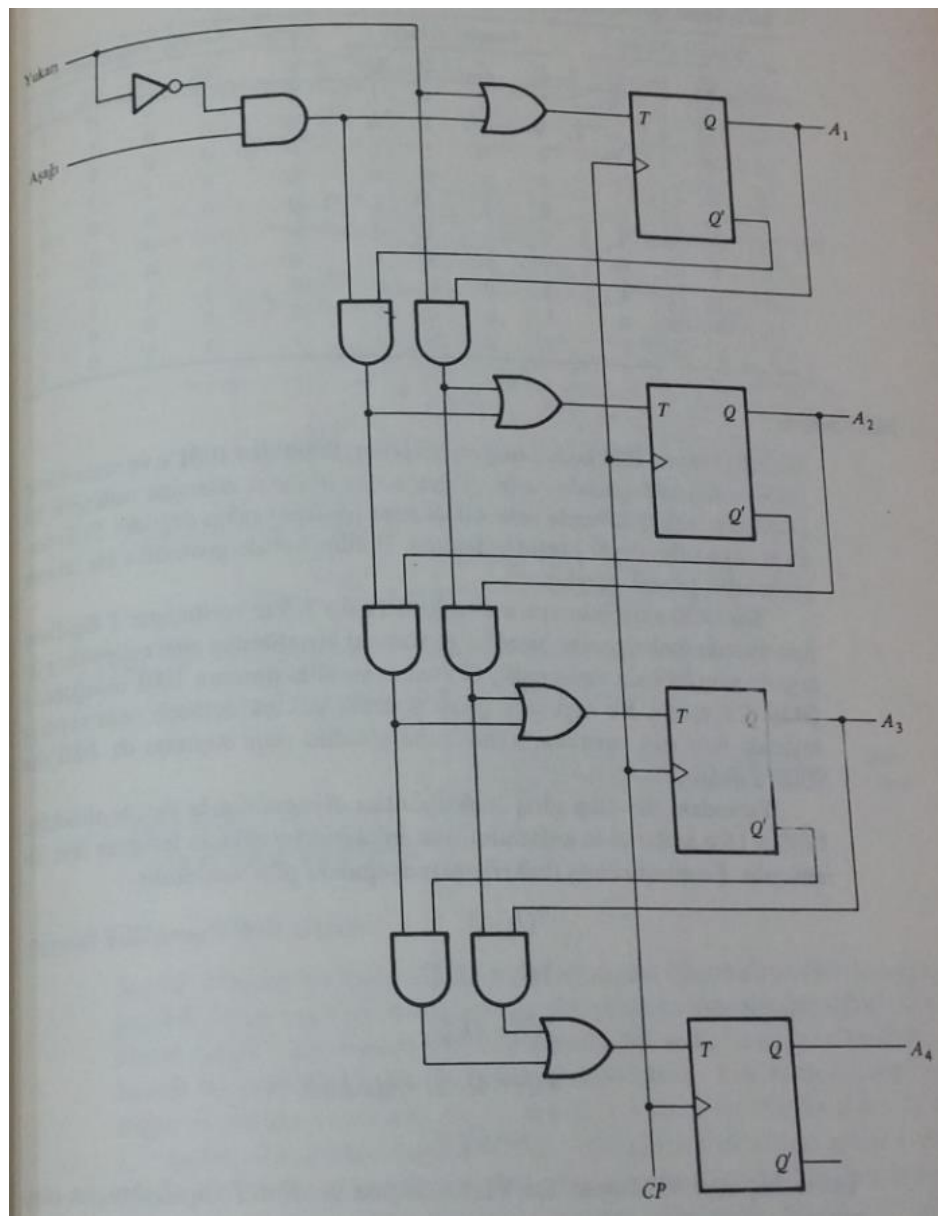 Yukarı
Aşağı
T Q A₁
Q'
T Q A₂
Q'
T Q A₃
Q'
T Q A₄
Q'
CP